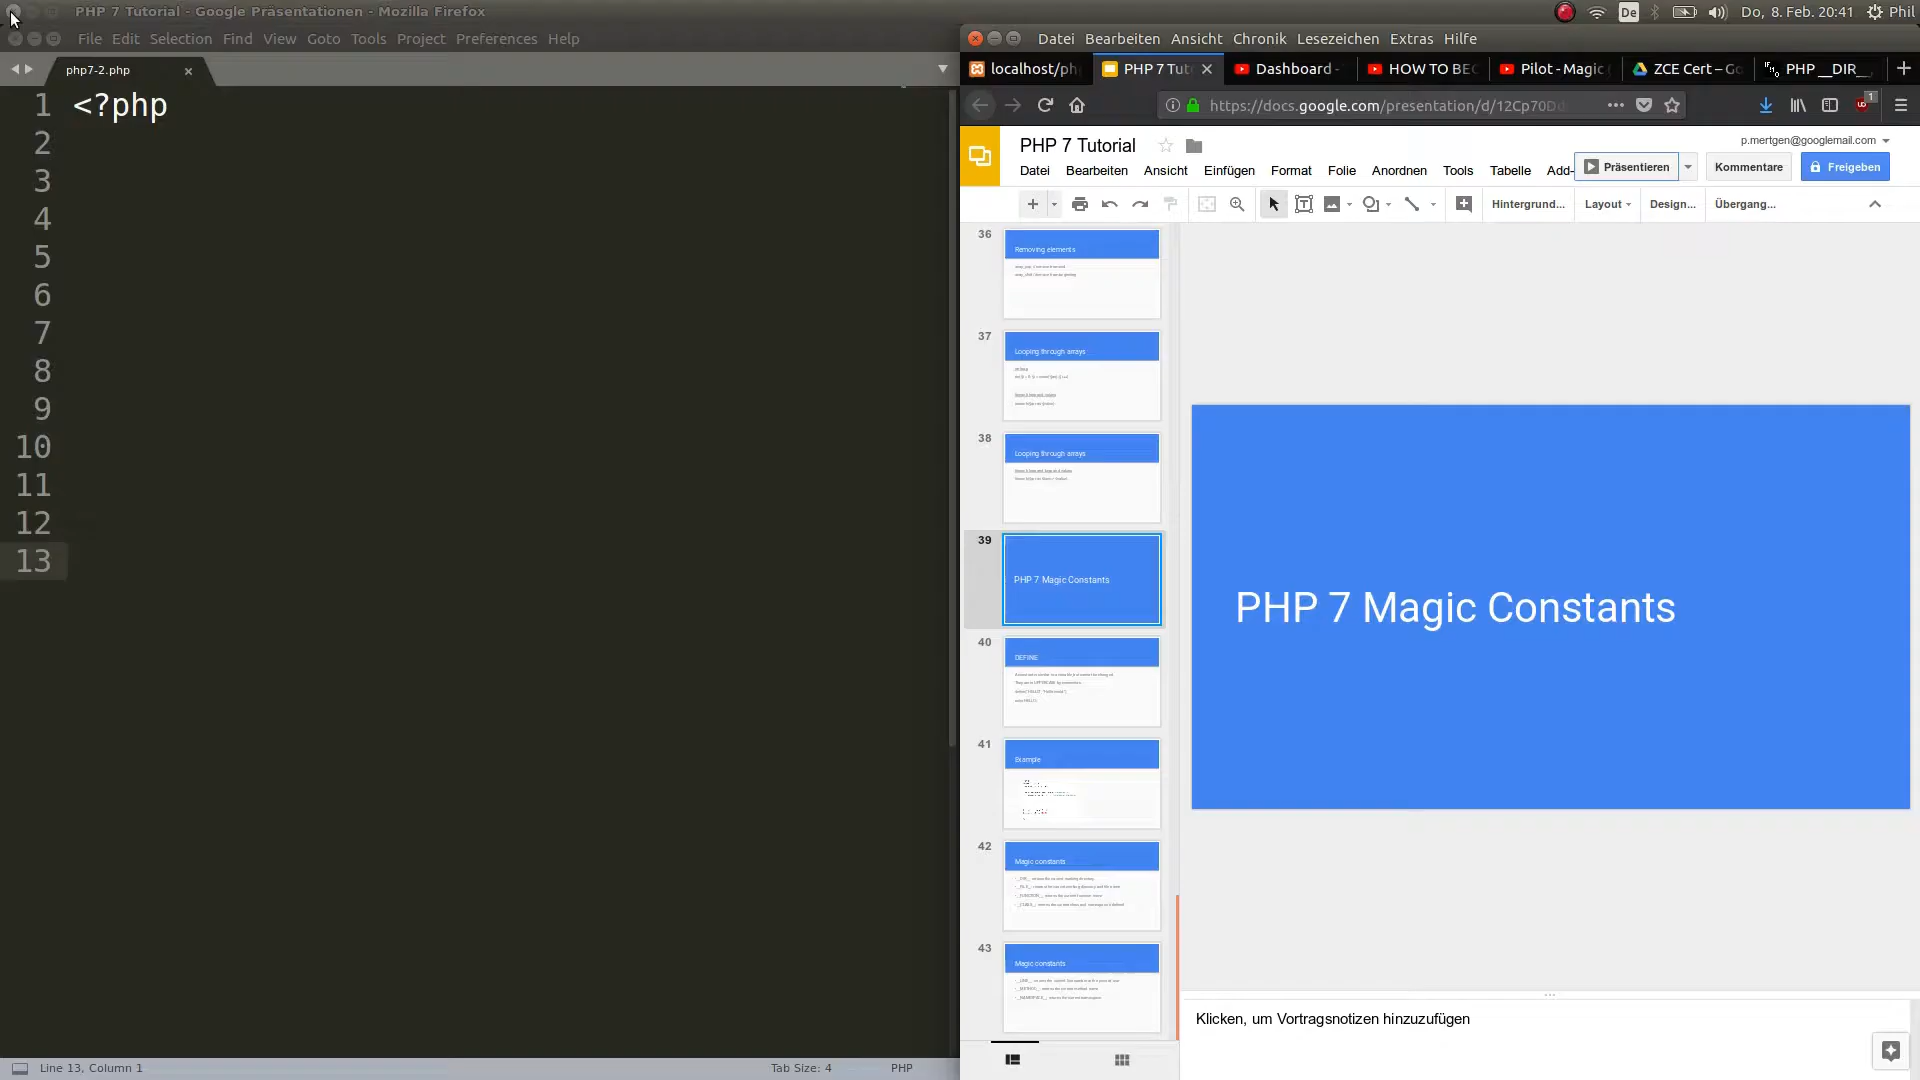 PHP 7 Tutorial - Google Präsentationen - Mozilla Firefox
De
Do, 8. Feb. 20:41
Phil
File Edit Selection Find View Goto Tools Project Preferences Help
php7-2.php
1 <?php
2
3
4
5
6
7
8
9
10
11
12
13
Line 13, Column 1
Tab Size: 4
PHP
Datei Bearbeiten Ansicht Chronik Lesezeichen Extras Hilfe
localhost/ph
PHP 7 Tut
Dashboard -
HOW TO BEC
Pilot - Magic
ZCE Cert – Go
PHP __DIR__
https://docs.google.com/presentation/d/12Cp70D
1
PHP 7 Tutorial
p.mertgen@googlemail.com
Datei Bearbeiten Ansicht Einfügen Format Folie Anordnen Tools Tabelle Add-
Präsentieren
Kommentare
Freigeben
Hintergrund...
Layout
Design...
Übergang...
36
Removing elements
37
Looping through arrays
38
Looping through arrays
39
PHP 7 Magic Constants
40
DEFINE
41
Example
42
Magic constants
43
Magic constants
PHP 7 Magic Constants
Klicken, um Vortragsnotizen hinzuzufügen